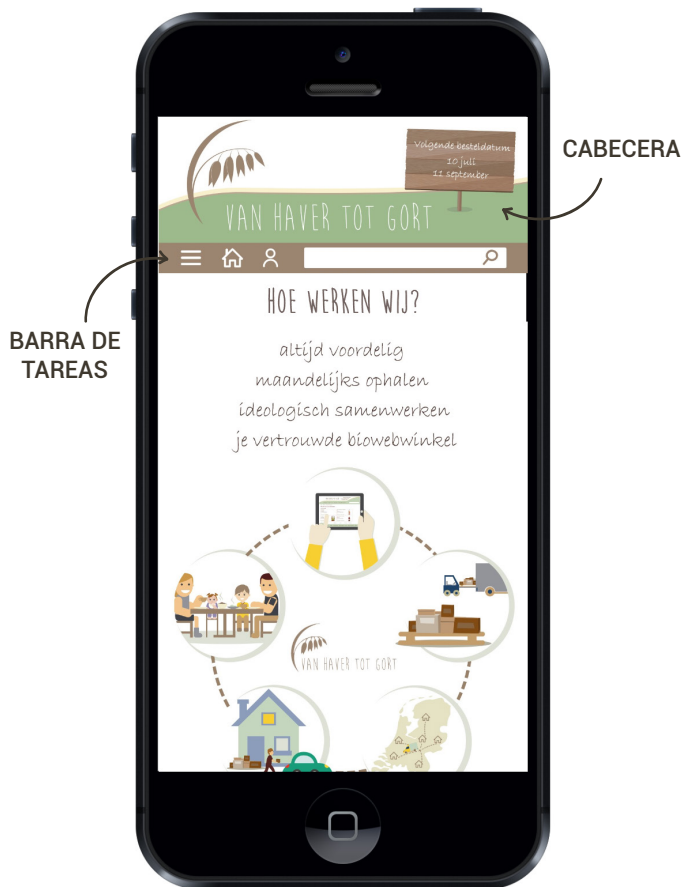 Volgende besteldatum
10 juli
11 september
CABECERA
VAN HAVER TOT GORT
BARRA DE
TAREAS
HOE WERKEN WIJ?
altijd voordelig
maandelijks ophalen
ideologisch samenwerken
je vertrouwde biowebwinkel
VAN HAVER TOT GORT